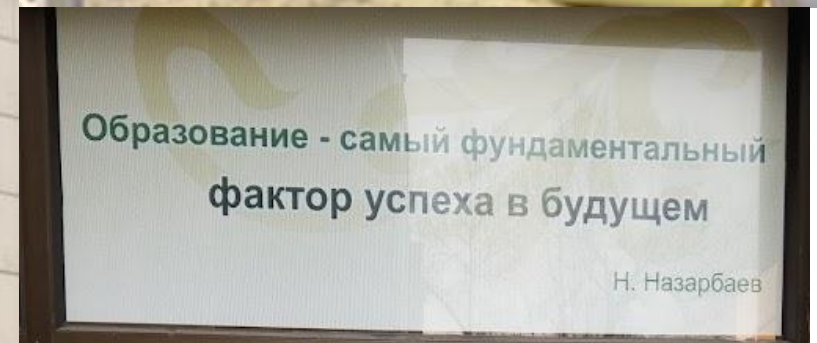 Образование - самый фундаментальный
фактор успеха в будущем
Н. Назарбаев